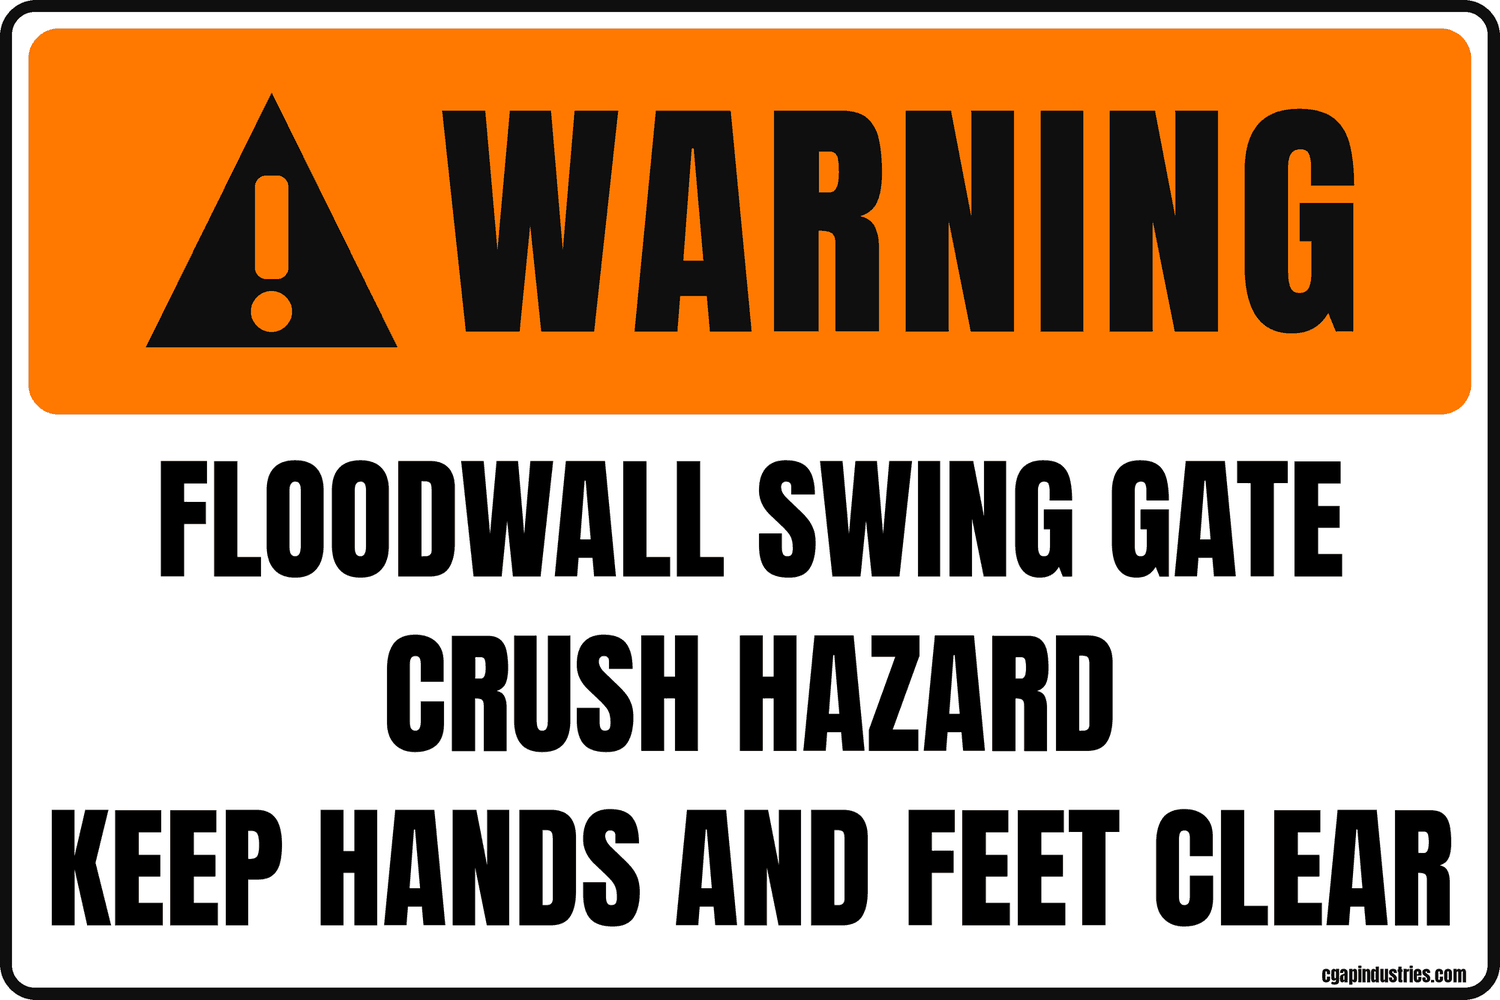 WARNING
FLOODWALL SWING GATE
CRUSH HAZARD
KEEP HANDS AND FEET CLEAR
cgapindustries.com